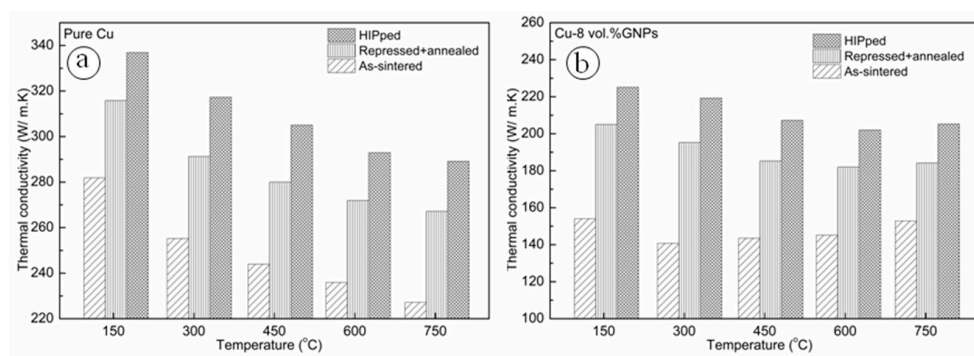 Pure Cu
a
HIPped
Repressed+annealed
As-sintered
Thermal conductivity (W/ m.K)
340
320
300
280
260
240
220
150 300 450 600 750
Temperature (°C)
Cu-8 vol.%GNPs
b
HIPped
Repressed+annealed
As-sintered
Thermal conductivity (W/ m.K)
260
240
220
200
180
160
140
120
100
150 300 450 600 750
Temperature (°C)